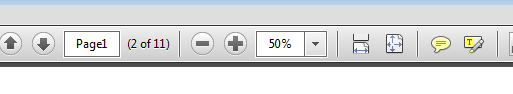 Page1 (2 of 11) 50% T